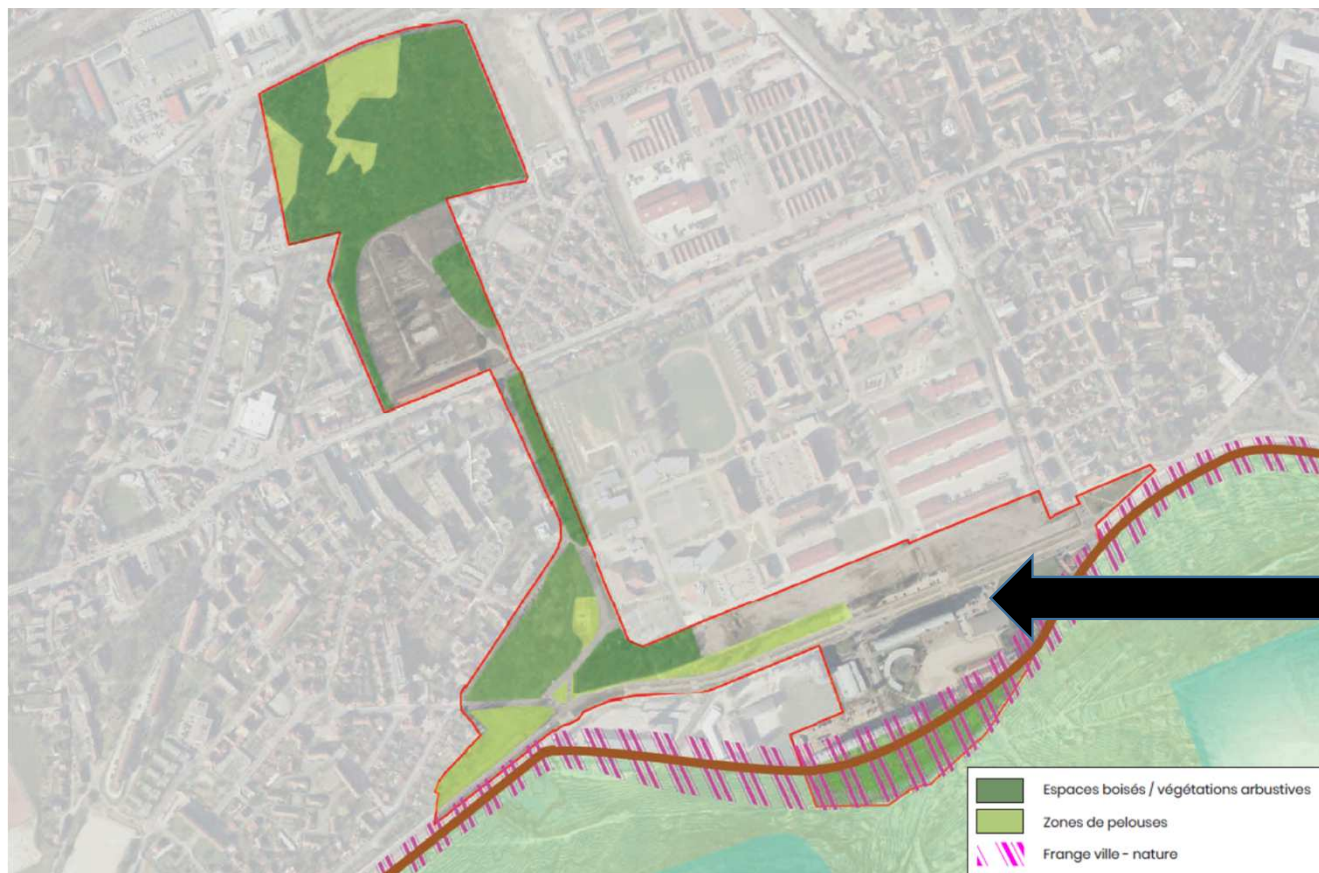 Espaces boisés / végétations arbustives
Zones de pelouses
Frange ville - nature